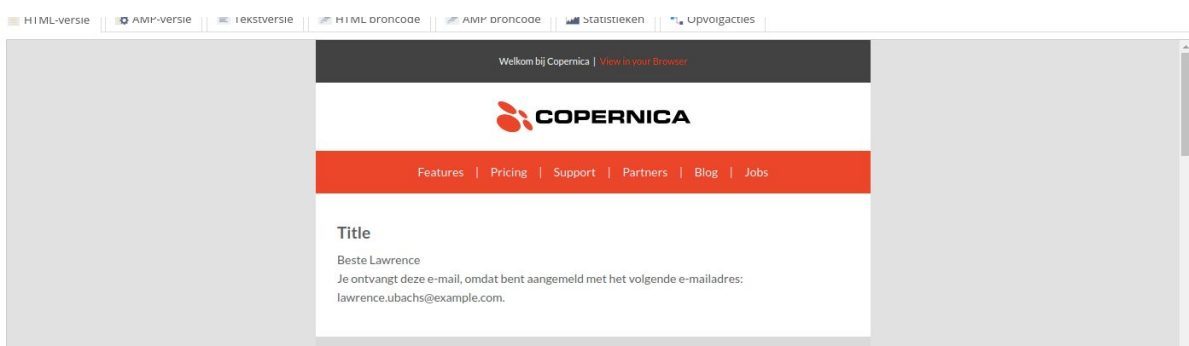 HTML-versie AMP-versie Tekstversie HTML broncode AMP broncode Statistieken Opvolgacties
Welkom bij Copernica | View in your Browser
COPERNICA
Features | Pricing | Support | Partners | Blog | Jobs
Title
Beste Lawrence
Je ontvangt deze e-mail, omdat bent aangemeld met het volgende e-mailadres:
lawrence.ubachs@example.com.